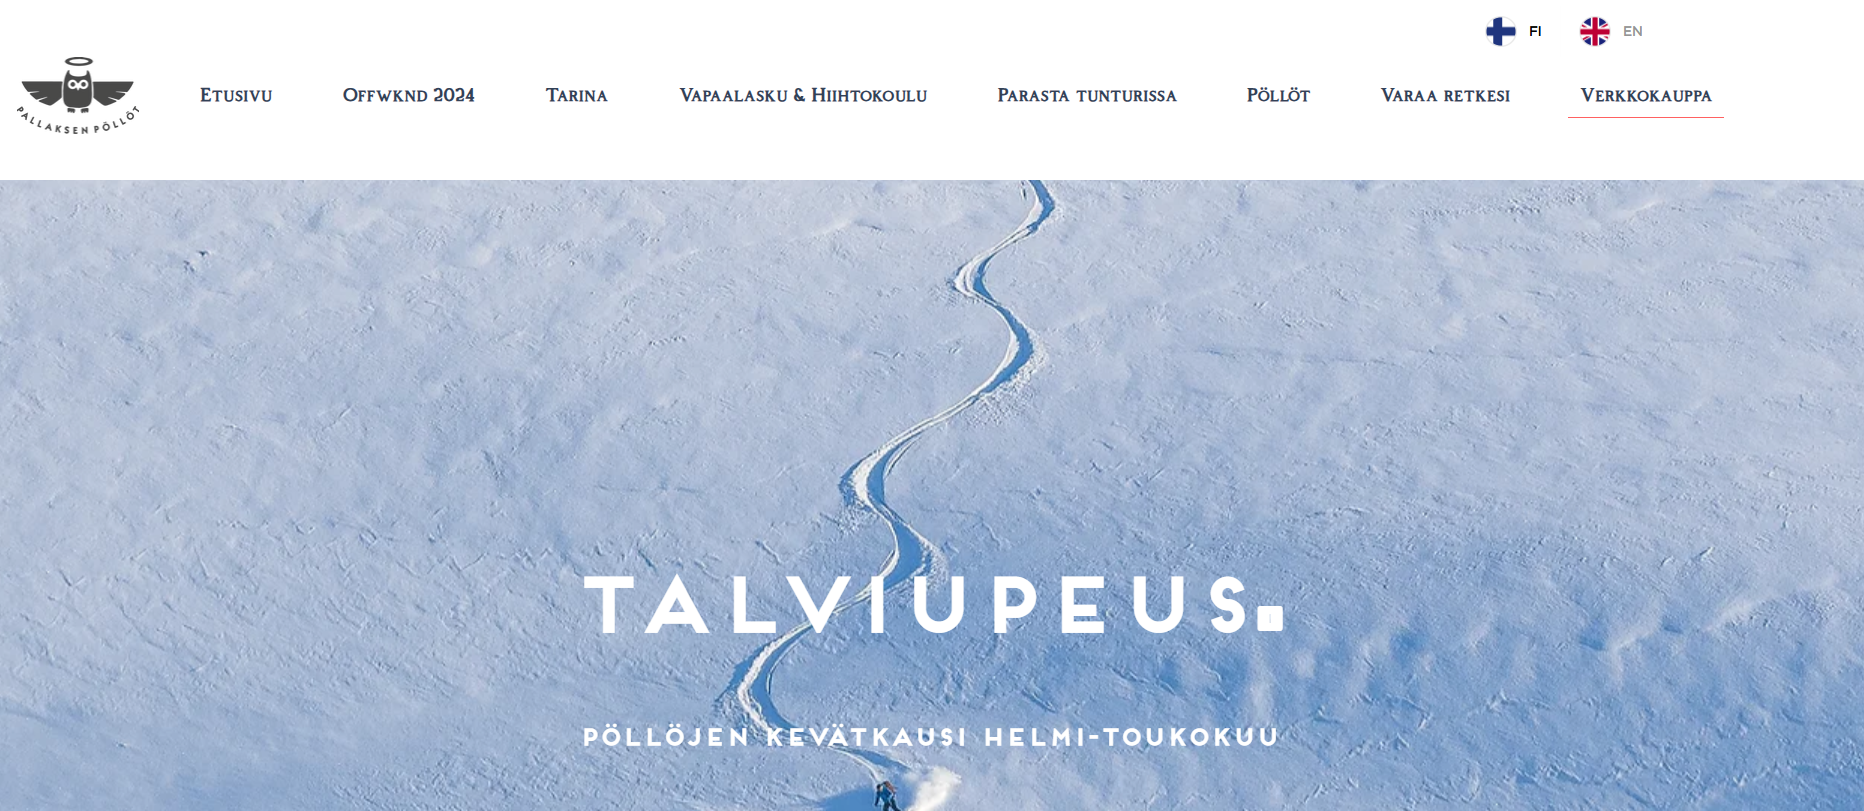 FI EN
PALLAKSEN PÖLLÖT
Etusivu Offwknd 2024 Tarina Vapaalasku & Hiihtokoulu Parasta tunturissa Pöllöt Varaa retkesi Verkkokauppa
TALVIUPEUS.
PÖLLÖJEN KEVÄTKAUSI HELMI-TOUKOKUU